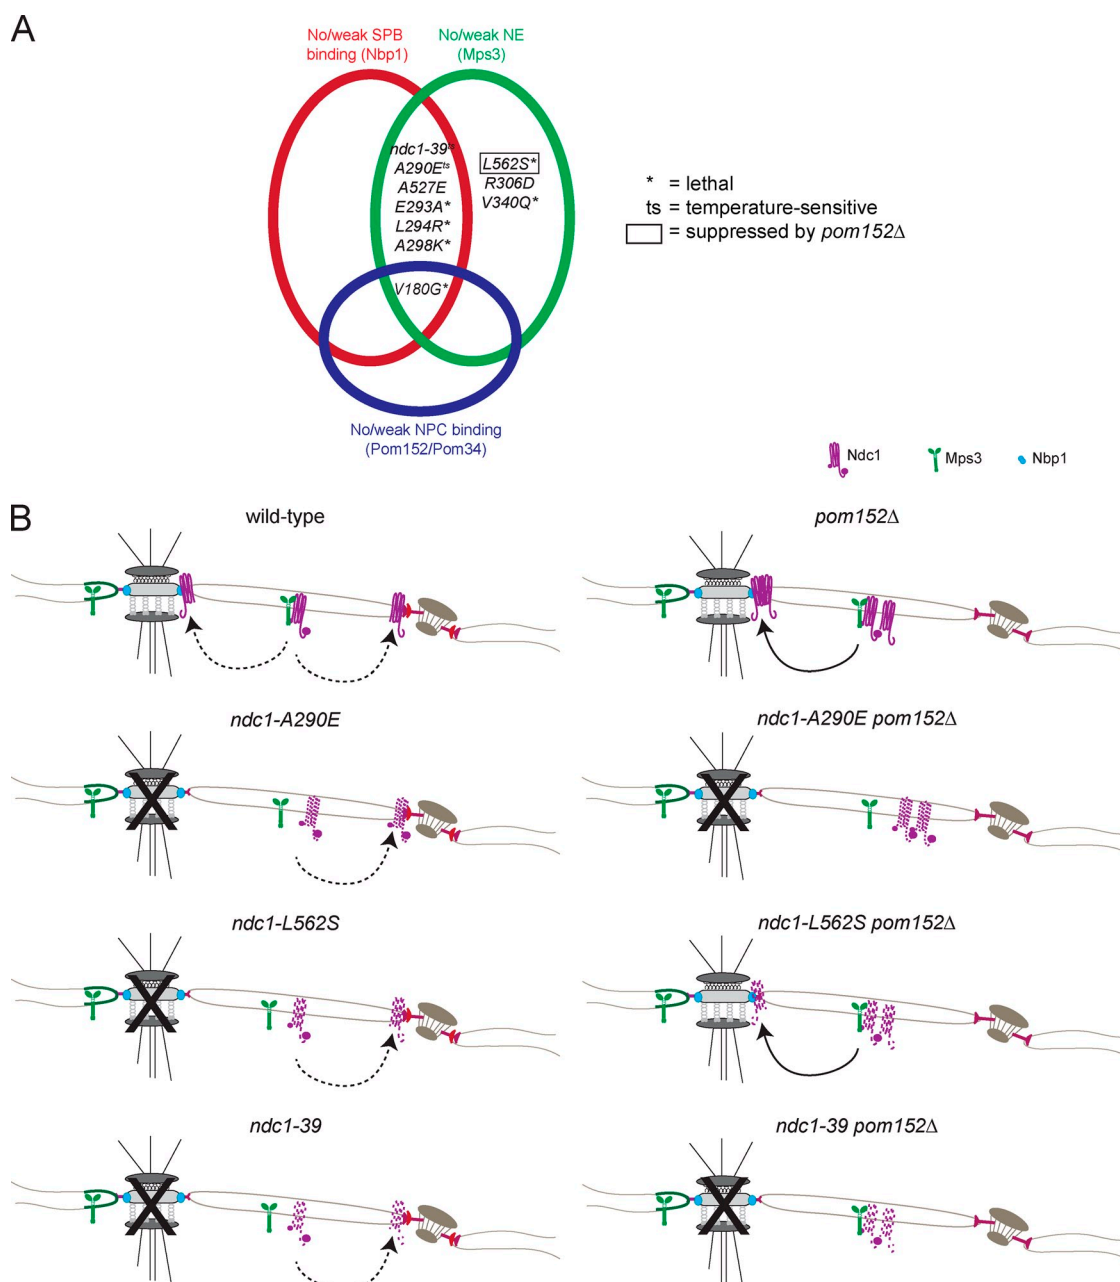 A
No/weak SPB
binding (Nbp1)
No/weak NE
(Mps3)
ndc1-39ts
A290Ets
A527E
E293A*
L294R*
A298K*
L562S*
R306D
V340Q*
V180G*
No/weak NPC binding
(Pom152/Pom34)
* = lethal
ts = temperature-sensitive
= suppressed by pom152Δ
Ndc1
Mps3
Nbp1
B
wild-type
pom152Δ
ndc1-A290E
ndc1-A290E pom152Δ
ndc1-L562S
ndc1-L562S pom152Δ
ndc1-39
ndc1-39 pom152Δ